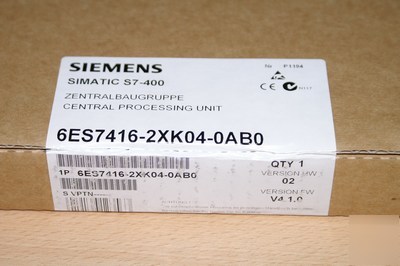 SIEMENS
SIMATIC S7-400
ZENTRALBAUGRUPPE
CENTRAL PROCESSING UNIT
6ES7416-2XK04-0AB0
1P 6ES7416-2XK04-0AB0
S VPTN
QTY 1
VERSION HW
02
VERSION FW
V4.1.0